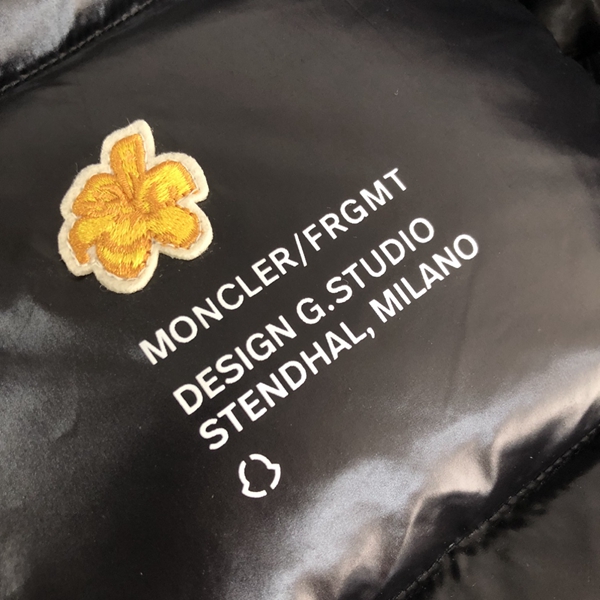 MONCLER/FRGMT
DESIGN G.STUDIO
STENDHAL, MILANO